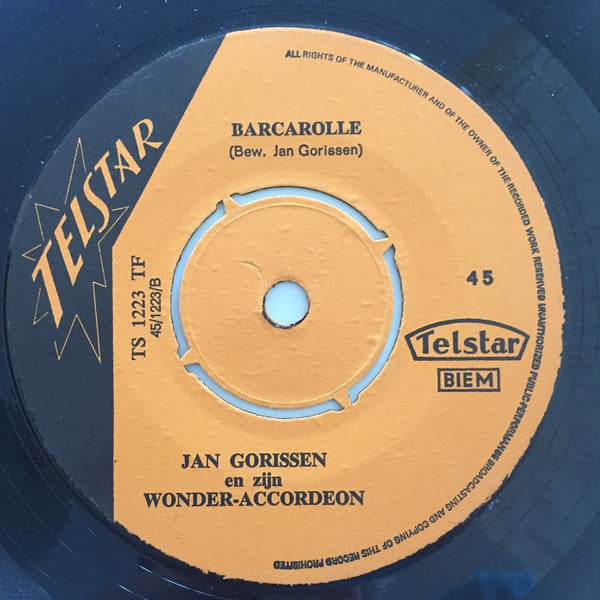 TELSTAR
BARCAROLLE
(Bew. Jan Gorissen)
TS 1223 TF
45/1223/B
45
Telstar
BIEM
JAN GORISSEN
en zijn
WONDER-ACCORDEON
ALL RIGHTS OF THE MANUFACTURER AND OF THE OWNER OF THE RECORDED WORK RESERVED UNAUTHORIZED PUBLIC PERFORMANCE BROADCASTING AND COPYING OF THIS RECORD PROHIBITED